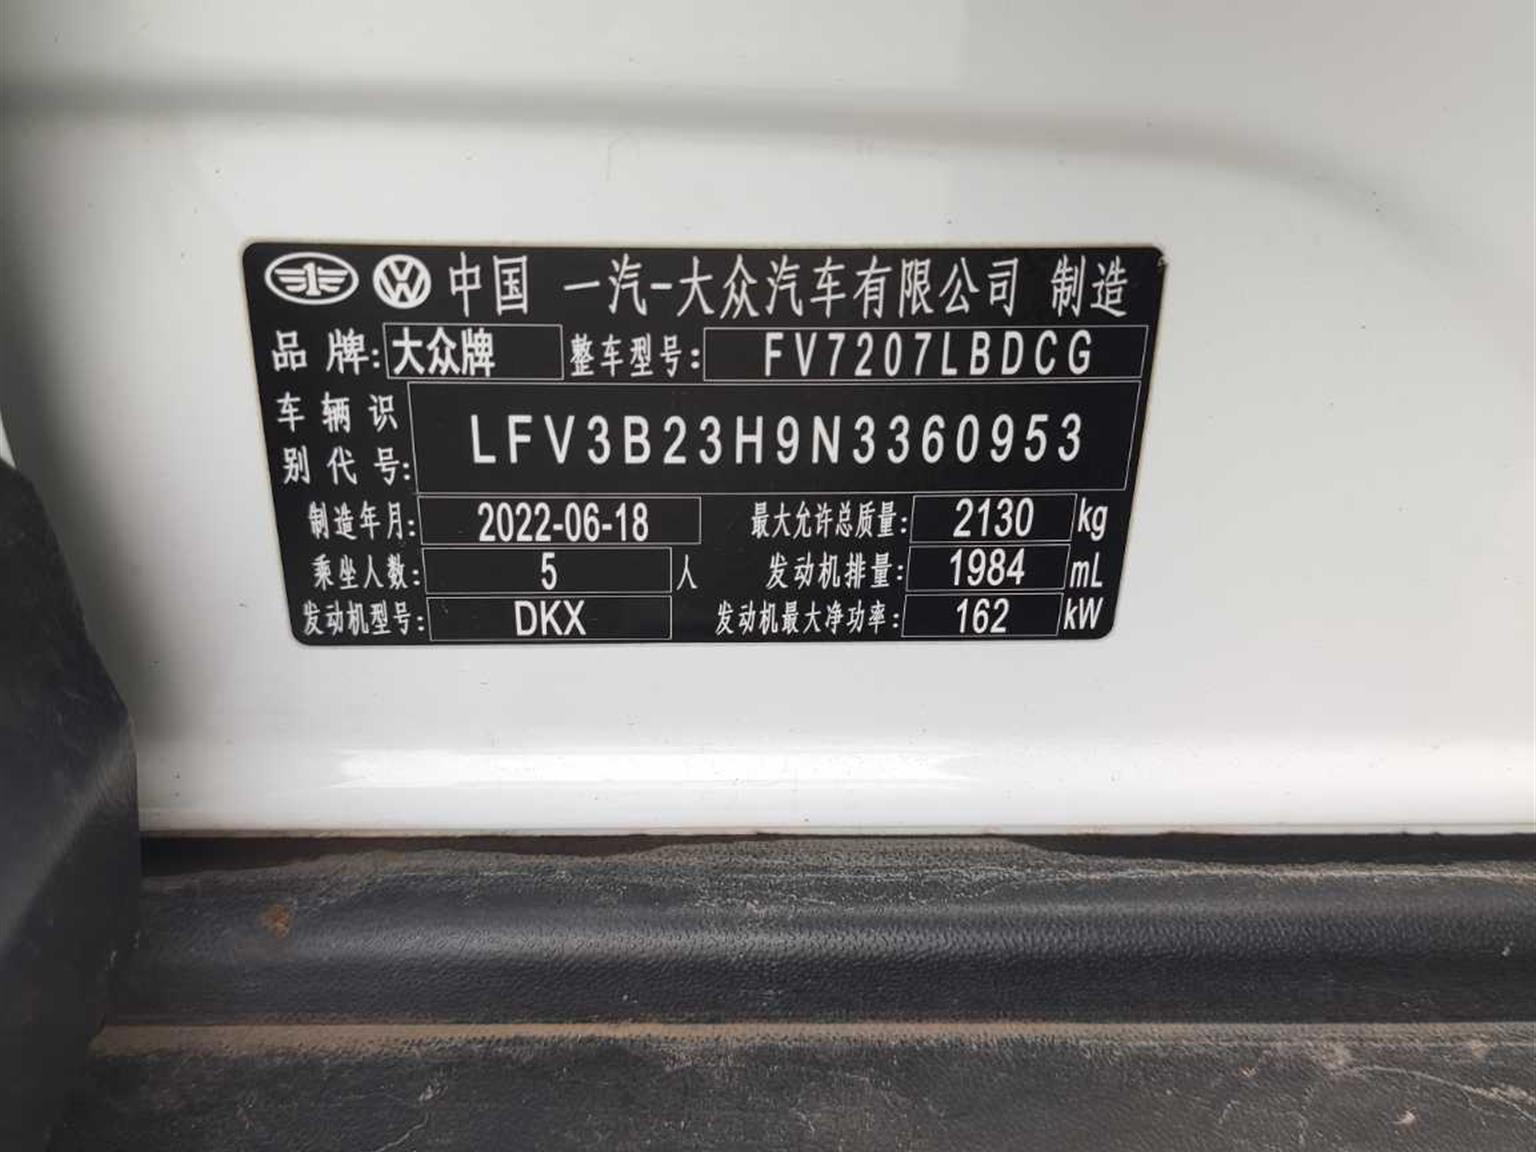 中国 一汽-大众汽车有限公司 制造
品牌: 大众牌 整车型号: FV7207LBDCG
车辆识别代号: LFV3B23H9N3360953
制造年月: 2022-06-18 最大允许总质量: 2130 kg
乘坐人数: 5 人 发动机排量: 1984 mL
发动机型号: DKX 发动机最大净功率: 162 kW